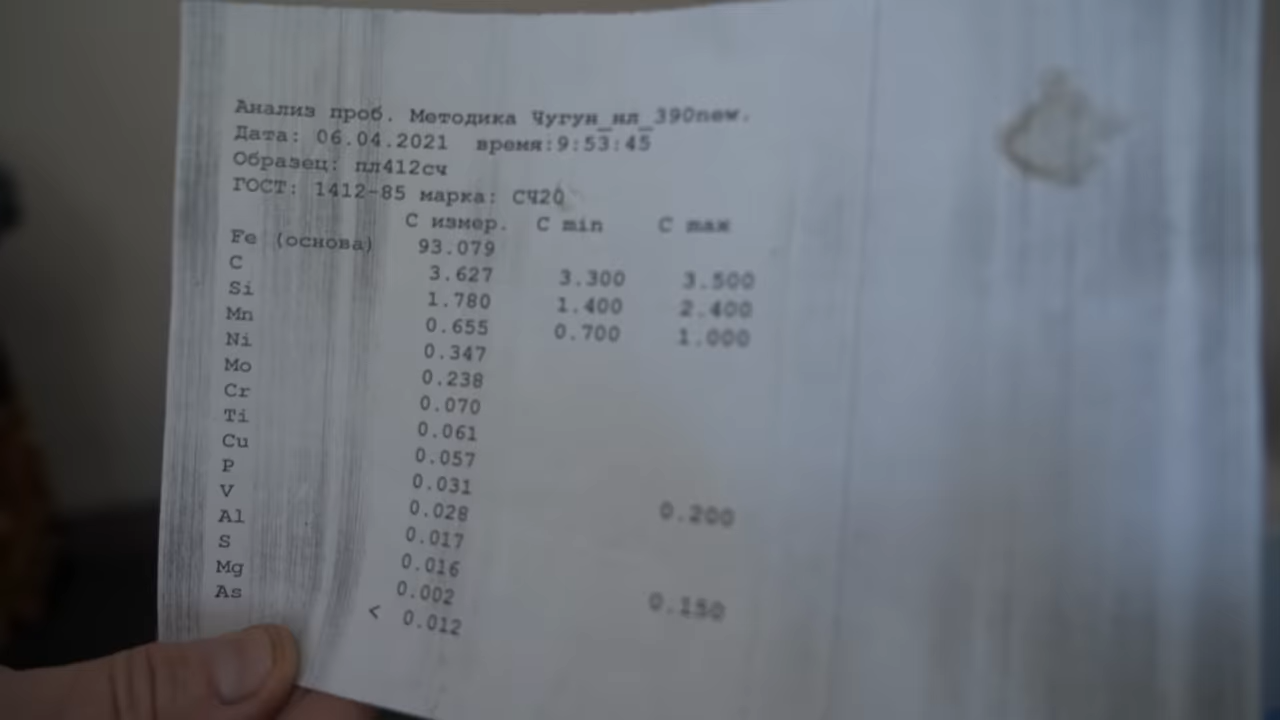 Анализ проб. Методика Чугун_нл_390new.
Дата: 06.04.2021 время:9:53:45
Образец: пл412сч
ГОСТ: 1412-85 марка: СЧ20
С измер. C min C max
Fe (основа) 93.079
C 3.627 3.300 3.500
Si 1.780 1.400 2.400
Mn 0.655 0.700 1.000
Ni 0.347
Mo 0.238
Cr 0.070
Ti 0.061
Cu 0.057
P 0.031 0.200
V 0.028
Al 0.017
S 0.016 0.150
Mg 0.002
As < 0.012